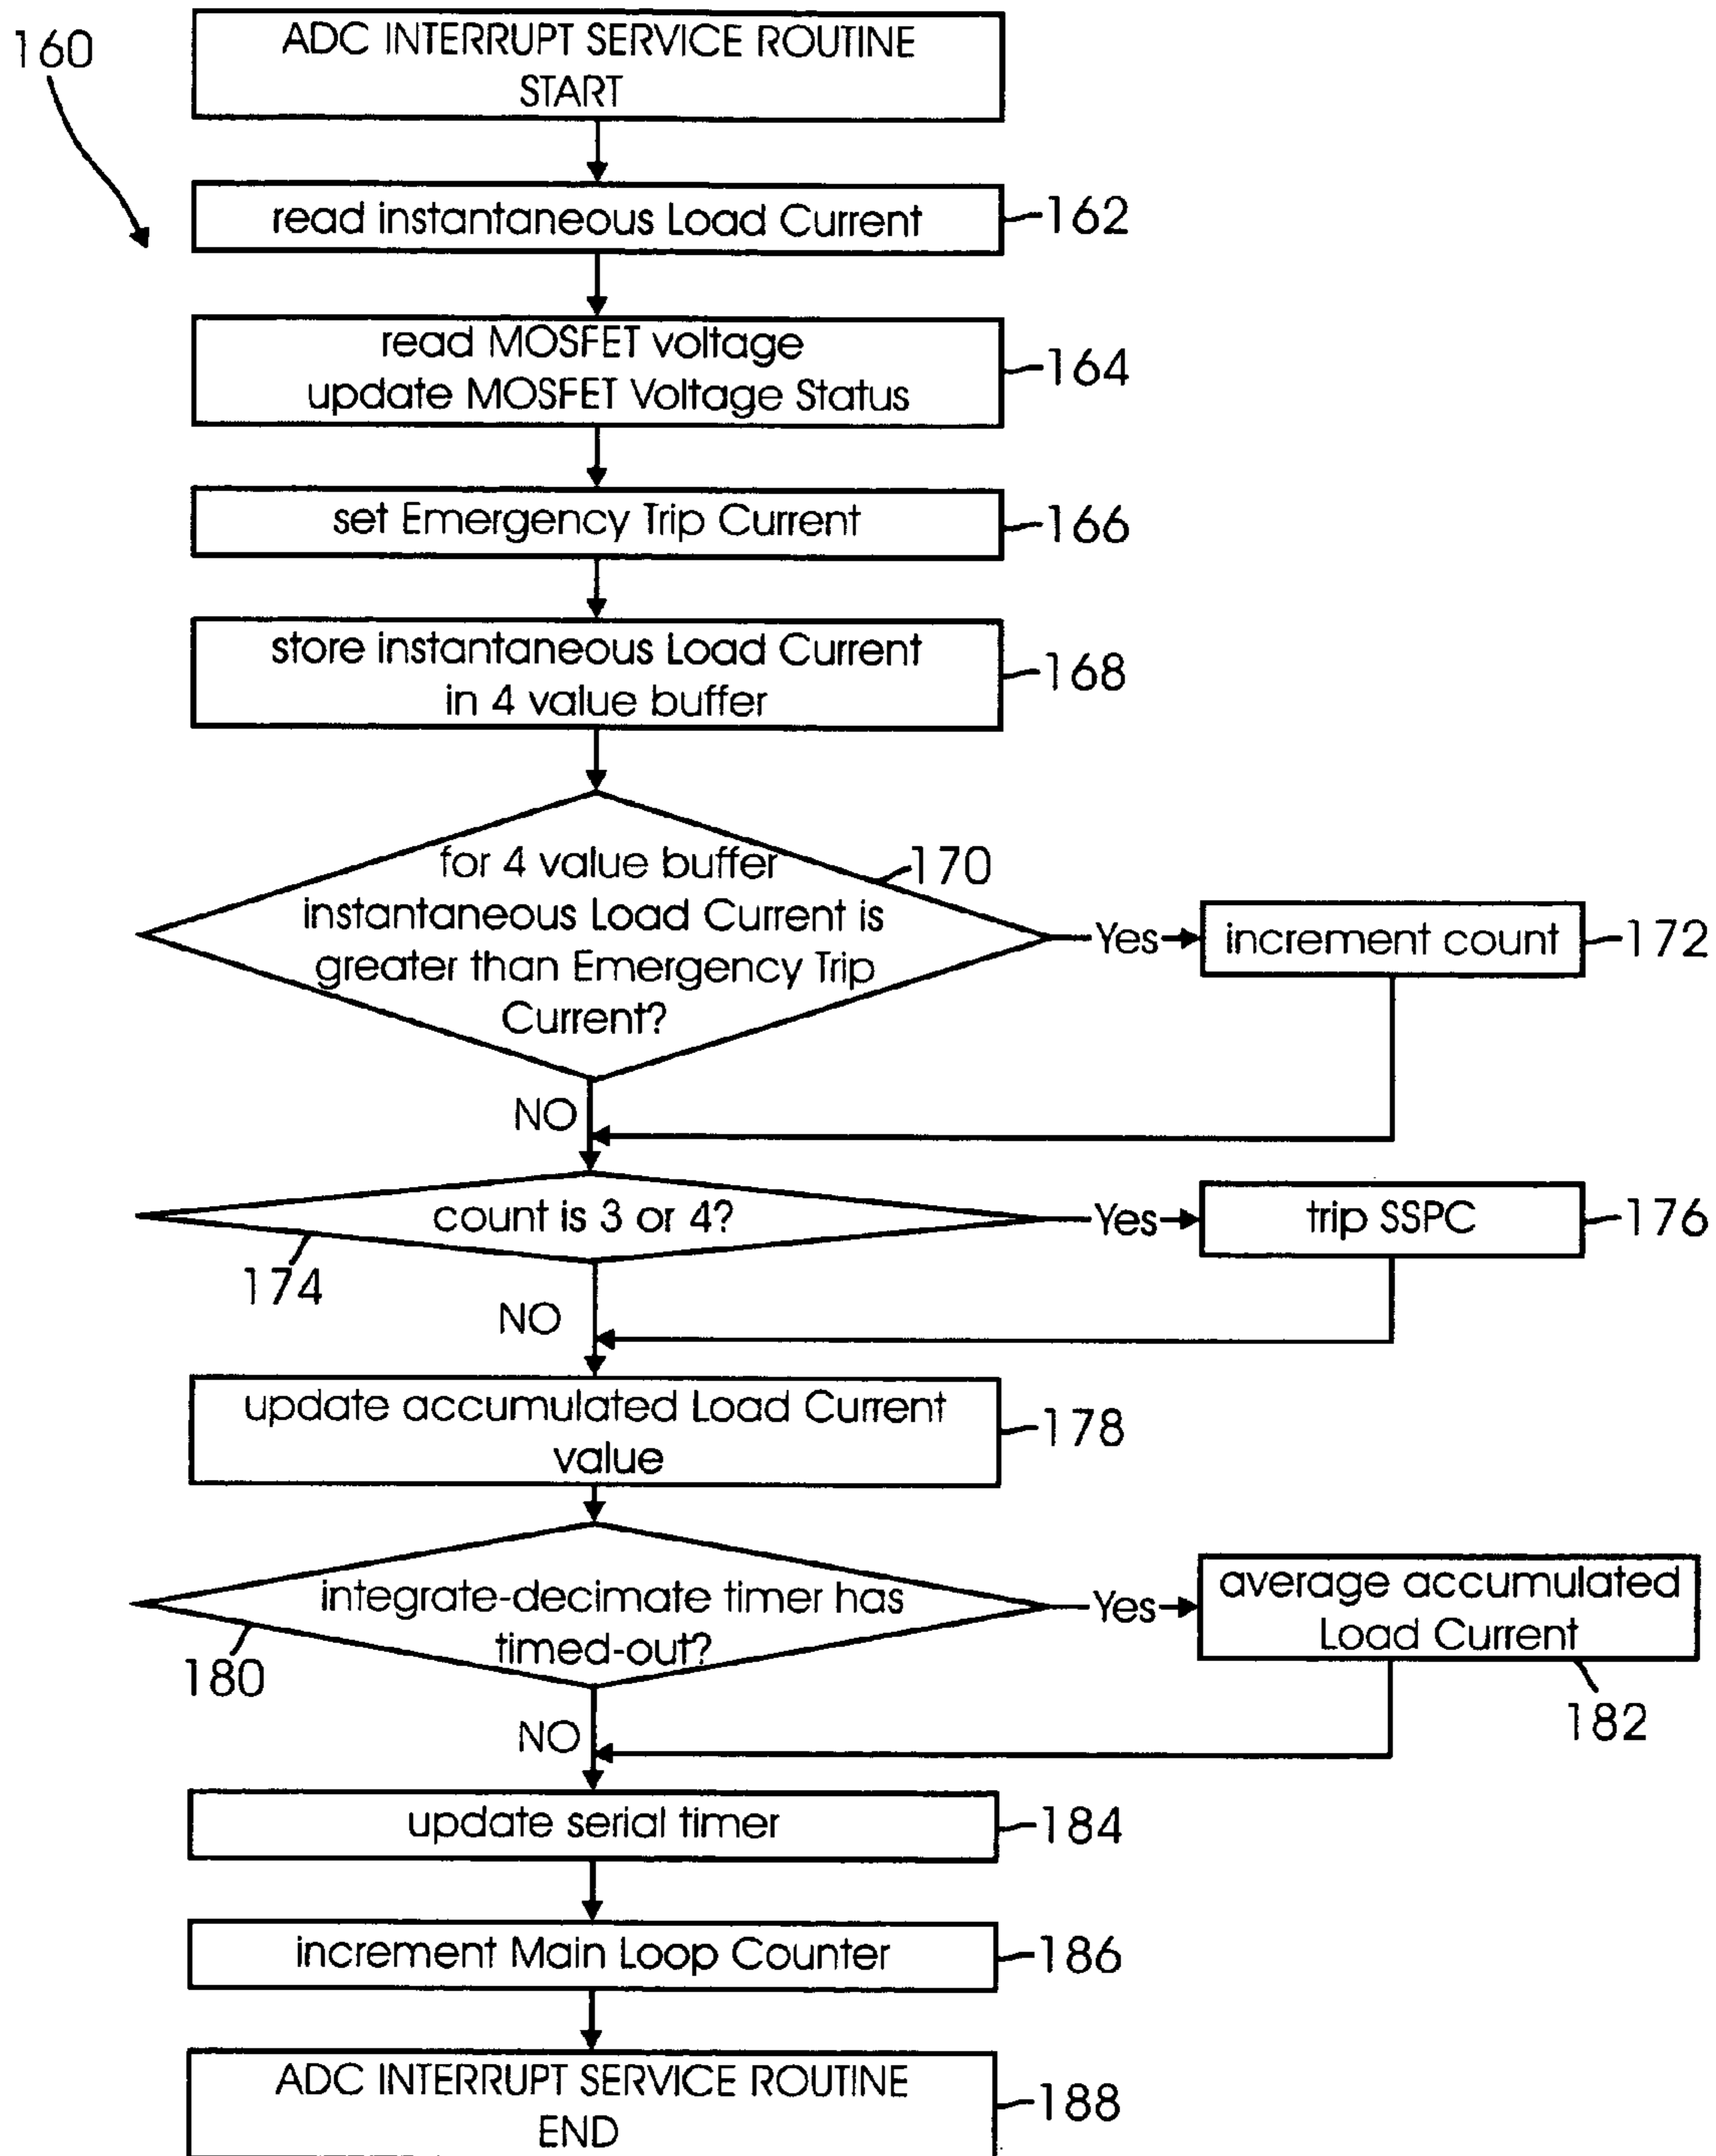 160
ADC INTERRUPT SERVICE ROUTINE
START
read instantaneous Load Current
162
read MOSFET voltage
update MOSFET Voltage Status
164
set Emergency Trip Current
166
store instantaneous Load Current
in 4 value buffer
168
for 4 value buffer
instantaneous Load Current is
greater than Emergency Trip
Current?
170
Yes
increment count
172
NO
count is 3 or 4?
174
Yes
trip SSPC
176
NO
update accumulated Load Current
value
178
integrate-decimate timer has
timed-out?
180
Yes
average accumulated
Load Current
182
NO
update serial timer
184
increment Main Loop Counter
186
ADC INTERRUPT SERVICE ROUTINE
END
188